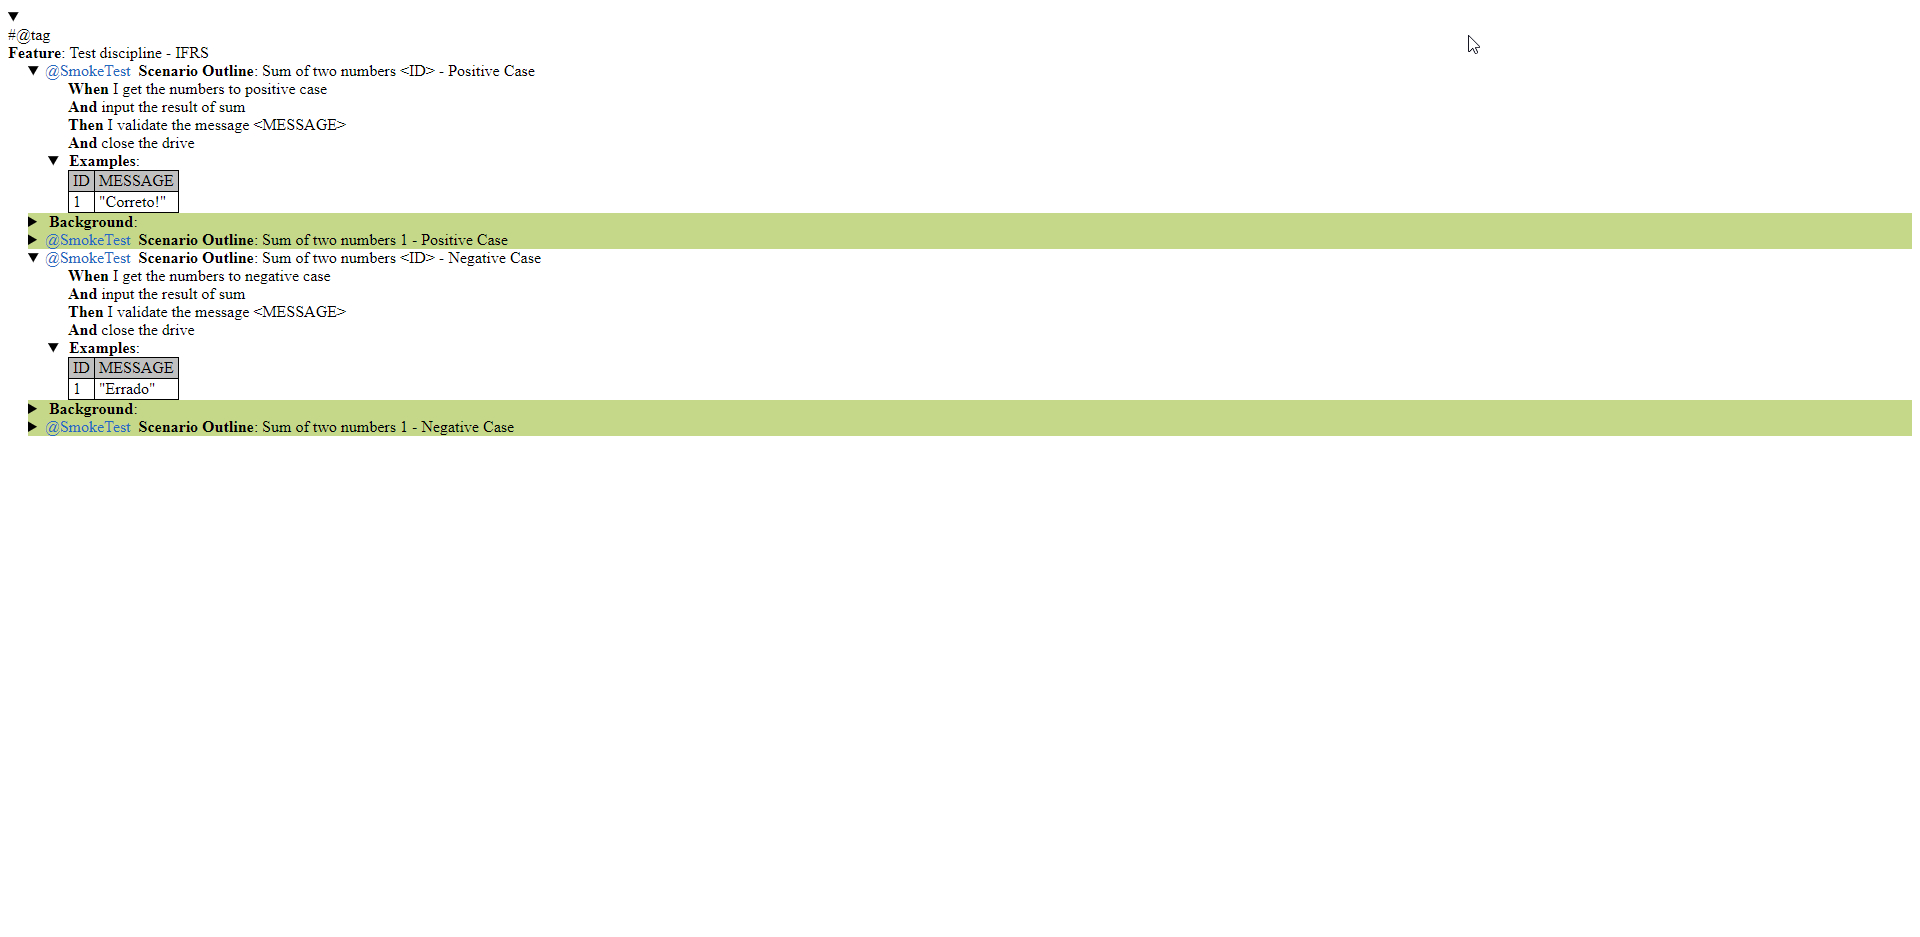 #@tag
Feature: Test discipline - IFRS
@SmokeTest Scenario Outline: Sum of two numbers <ID> - Positive Case
When I get the numbers to positive case
And input the result of sum
Then I validate the message <MESSAGE>
And close the drive
Examples:
ID MESSAGE
1 "Correto!"
Background:
@SmokeTest Scenario Outline: Sum of two numbers 1 - Positive Case
@SmokeTest Scenario Outline: Sum of two numbers <ID> - Negative Case
When I get the numbers to negative case
And input the result of sum
Then I validate the message <MESSAGE>
And close the drive
Examples:
ID MESSAGE
1 "Errado"
Background:
@SmokeTest Scenario Outline: Sum of two numbers 1 - Negative Case